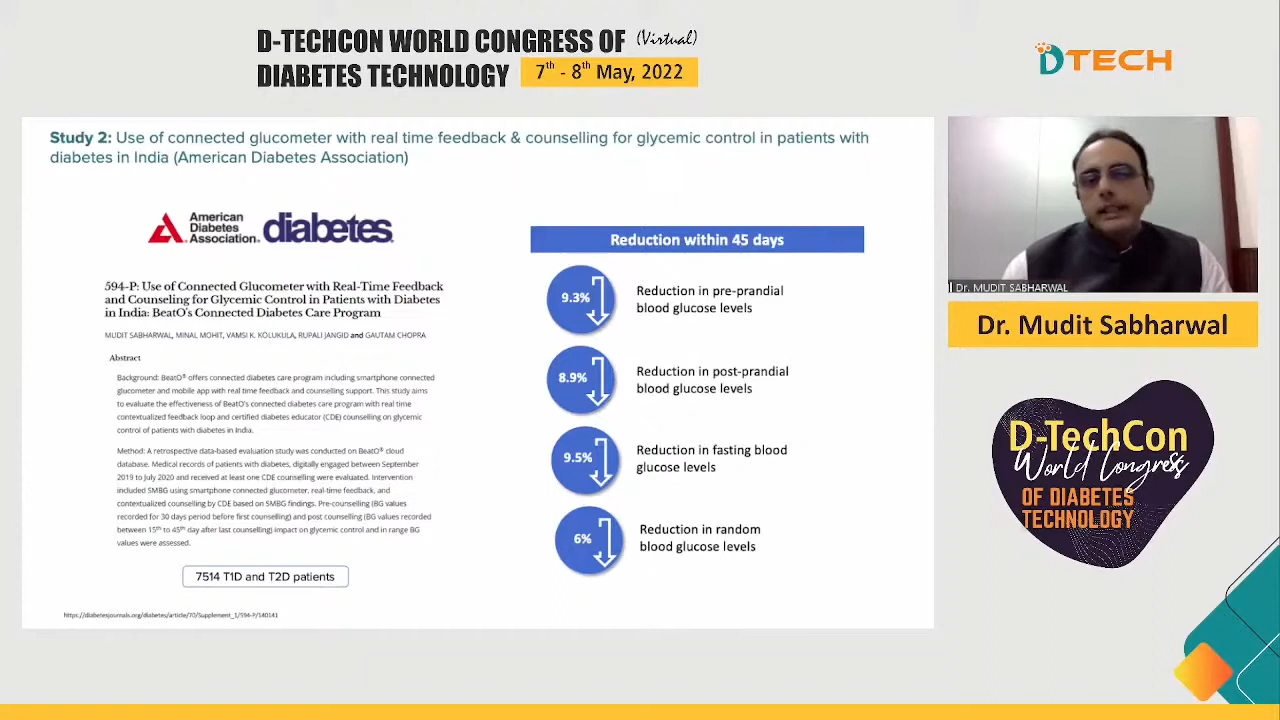 D-TECHCON WORLD CONGRESS OF (Virtual)
DIABETES TECHNOLOGY 7th - 8th May, 2022
DTECH
Study 2: Use of connected glucometer with real time feedback & counselling for glycemic control in patients with
diabetes in India (American Diabetes Association)
American
Diabetes
Association.
diabetes.
594-P: Use of Connected Glucometer with Real-Time Feedback
and Counseling for Glycemic Control in Patients with Diabetes
in India: BeatO's Connected Diabetes Care Program
MUDIT SABHARWAL, MINAL MOHIT, VAMSI K. KOLUKULA, RUPALI JANGID and GAUTAM CHOPRA
Abstract
Background: BeatO® offers connected diabetes care program including smartphone connected
glucometer and mobile app with real time feedback and counselling support. This study aims
to evaluate the effectiveness of BeatO's connected diabetes care program with real time
contextualized feedback loop and certified diabetes educator (CDE) counselling on glycemic
control of patients with diabetes in India.
Method: A retrospective data-based evaluation study was conducted on BeatO® cloud
database. Medical records of patients with diabetes, digitally engaged between September
2019 to July 2020 and received at least one CDE counselling were evaluated. Intervention
included SMBG using smartphone connected glucometer, real-time feedback, and
contextualized counselling by CDE based on SMBG findings. Pre-counselling (BG values
recorded for 30 days period before first counselling) and post counselling (BG values recorded
between 15th to 45th day after last counselling) impact on glycemic control and in range BG
values were assessed.
7514 T1D and T2D patients
https://diabetesjournals.org/diabetes/article/70/Supplement_1/594-P/140141
Reduction within 45 days
9.3%
Reduction in pre-prandial
blood glucose levels
8.9%
Reduction in post-prandial
blood glucose levels
9.5%
Reduction in fasting blood
glucose levels
6%
Reduction in random
blood glucose levels
Dr. MUDIT SABHARWAL
Dr. Mudit Sabharwal
D-TechCon
World Congress
OF DIABETES
TECHNOLOGY